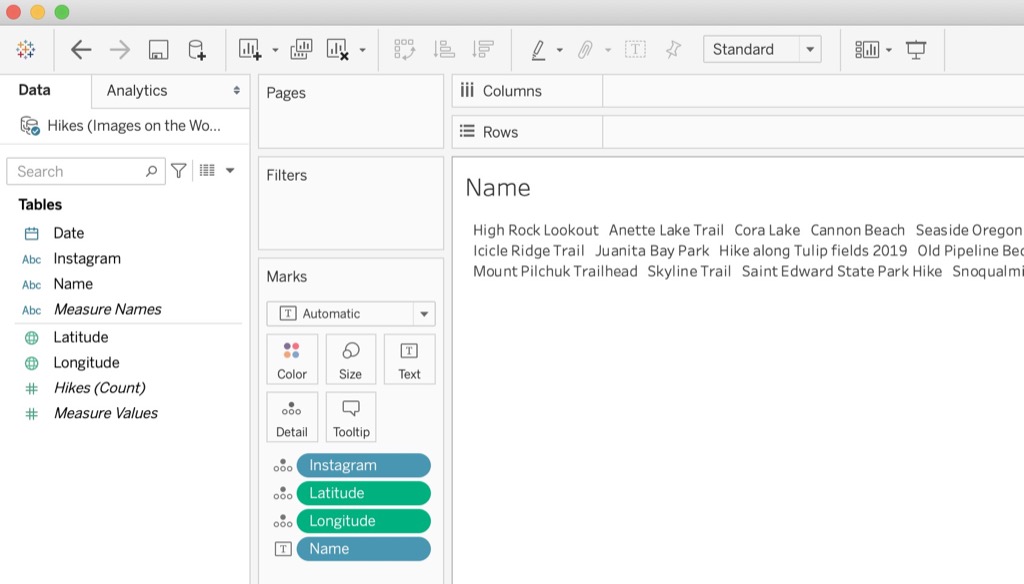 Standard
Data
Analytics
Hikes (Images on the Wo...
Search
Tables
Date
Abc Instagram
Abc Name
Abc Measure Names
Latitude
Longitude
# Hikes (Count)
# Measure Values
Pages
Filters
Marks
T Automatic
Color Size T Text
Detail Tooltip
Instagram
Latitude
Longitude
T Name
Columns
Rows
Name
High Rock Lookout Anette Lake Trail Cora Lake Cannon Beach Seaside Oregon
Icicle Ridge Trail Juanita Bay Park Hike along Tulip fields 2019 Old Pipeline Bed
Mount Pilchuk Trailhead Skyline Trail Saint Edward State Park Hike Snoqualmi